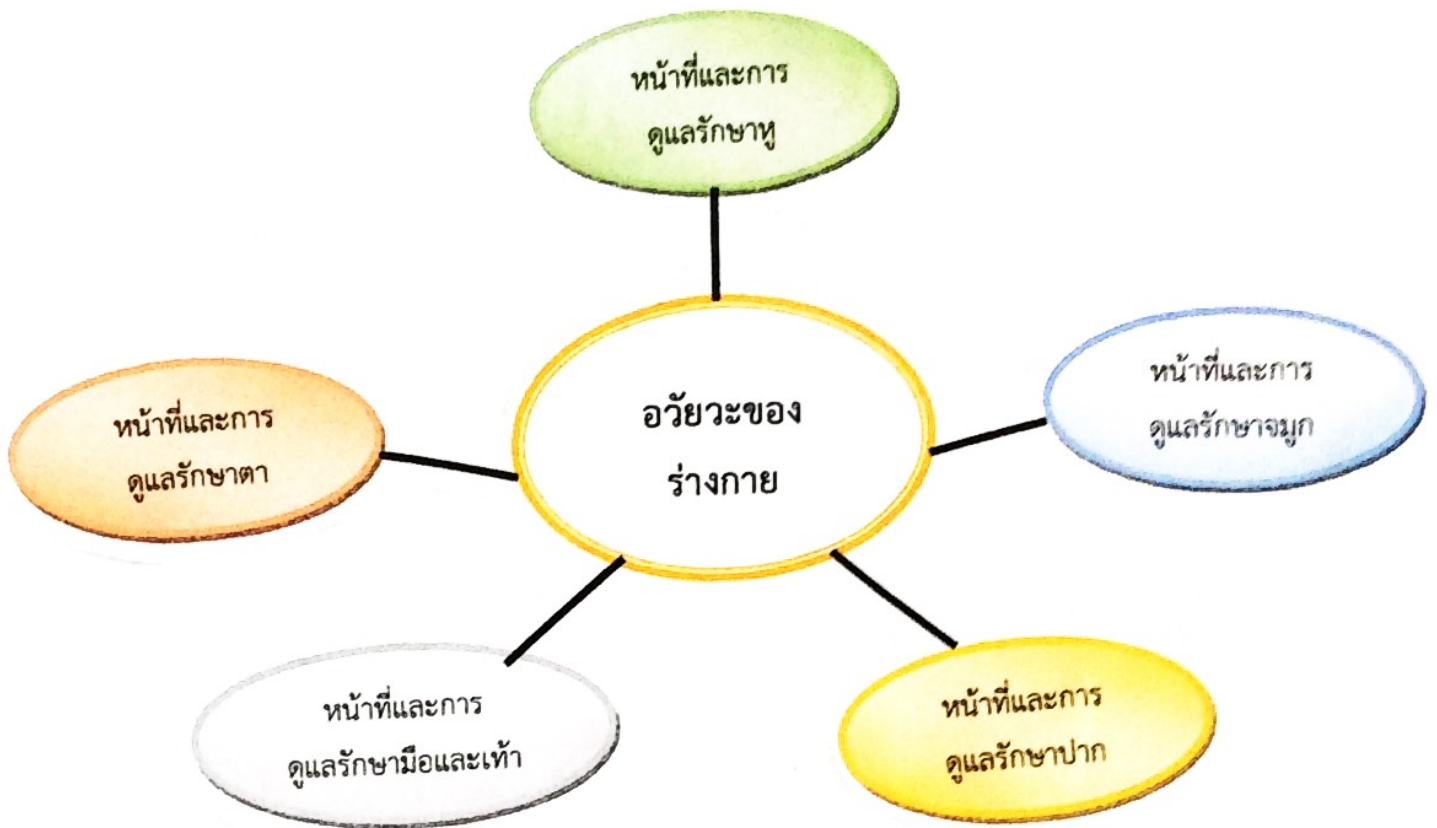 หน้าที่และการ
ดูแลรักษาหู
หน้าที่และการ
ดูแลรักษาจมูก
อวัยวะของ
ร่างกาย
หน้าที่และการ
ดูแลรักษาตา
หน้าที่และการ
ดูแลรักษามือและเท้า
หน้าที่และการ
ดูแลรักษาปาก